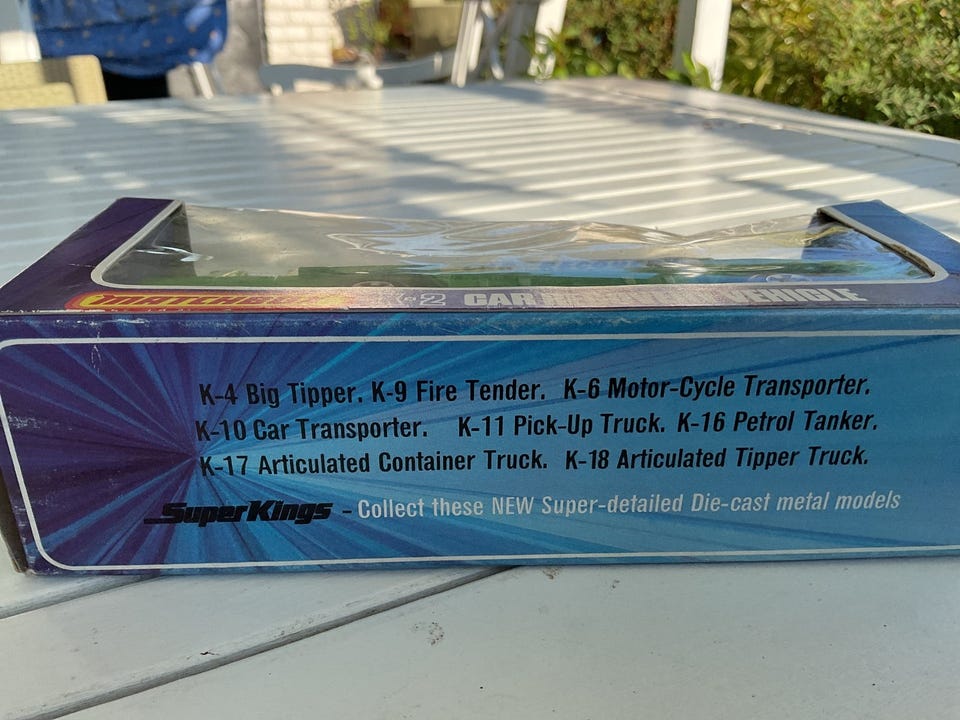 MATCHBOX K-2 CAR RECOVERY VEHICLE
K-4 Big Tipper. K-9 Fire Tender. K-6 Motor-Cycle Transporter.
K-10 Car Transporter. K-11 Pick-Up Truck. K-16 Petrol Tanker.
K-17 Articulated Container Truck. K-18 Articulated Tipper Truck.
SuperKings - Collect these NEW Super-detailed Die-cast metal models